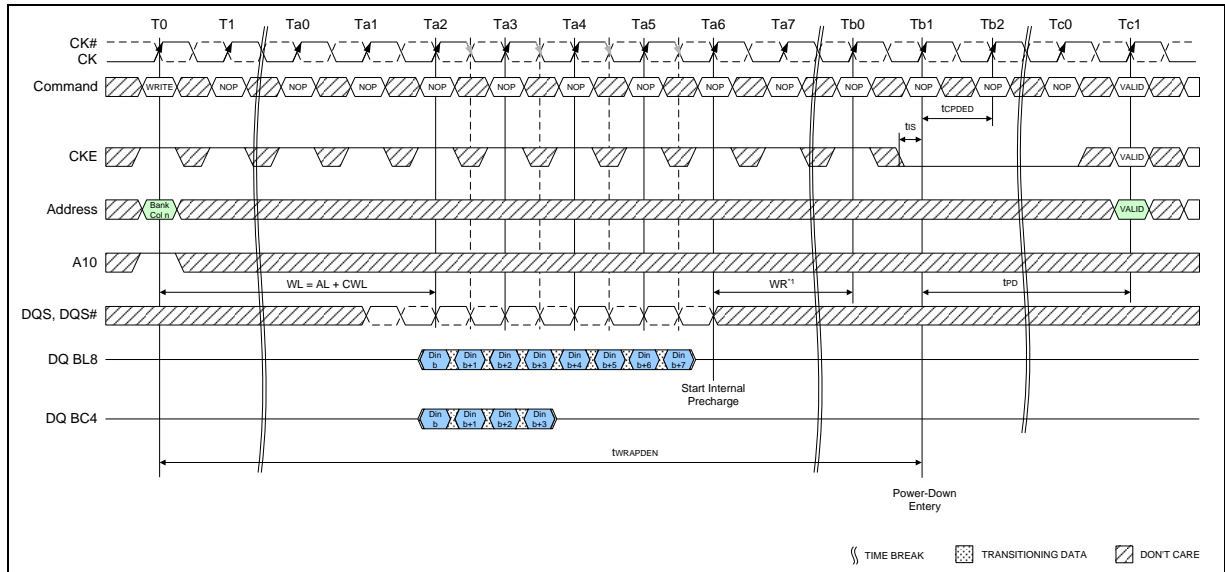 T0 T1 Ta0 Ta1 Ta2 Ta3 Ta4 Ta5 Ta6 Ta7 Tb0 Tb1 Tb2 Tc0 Tc1
CK#
CK
Command WRITE NOP NOP NOP NOP NOP NOP NOP NOP NOP NOP NOP NOP NOP VALID
tCPDED
tIS
CKE VALID
Address Bank Col n VALID
A10
WL = AL + CWL WR*1 tPD
DQS, DQS#
DQ BL8 Din b Din b+1 Din b+2 Din b+3 Din b+4 Din b+5 Din b+6 Din b+7
Start Internal
Precharge
DQ BC4 Din b Din b+1 Din b+2 Din b+3
tWRAPDEN
Power-Down
Entery
TIME BREAK TRANSITIONING DATA DON'T CARE